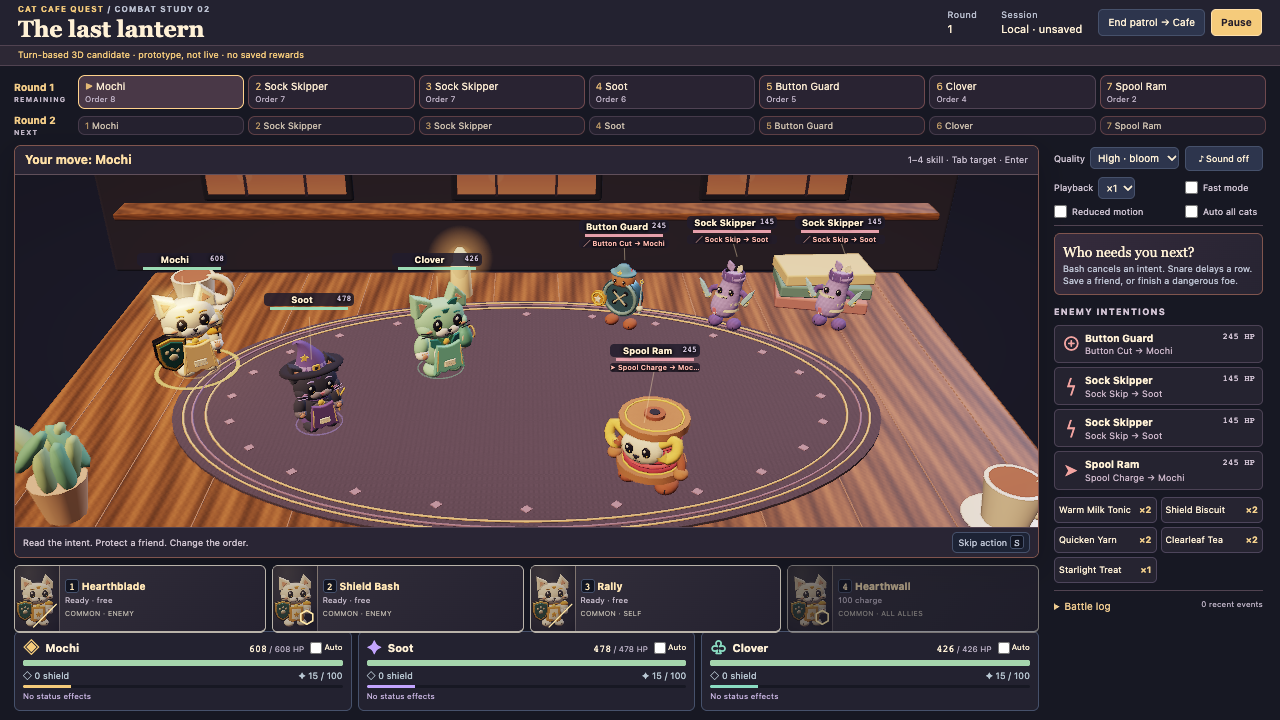 CAT CAFE QUEST / COMBAT STUDY 02
The last lantern
Round
1
Session
Local · unsaved
End patrol → Cafe
Pause
Turn-based 3D candidate · prototype, not live · no saved rewards
Round 1
REMAINING
▶ Mochi
Order 8
2 Sock Skipper
Order 7
3 Sock Skipper
Order 7
4 Soot
Order 6
5 Button Guard
Order 5
6 Clover
Order 4
7 Spool Ram
Order 2
Round 2
NEXT
1 Mochi
2 Sock Skipper
3 Sock Skipper
4 Soot
5 Button Guard
6 Clover
7 Spool Ram
Your move: Mochi
1–4 skill · Tab target · Enter
Button Guard 245
Button Cut → Mochi
Sock Skipper 145
Sock Skip → Soot
Sock Skipper 145
Sock Skip → Soot
Mochi 608
Clover 426
Soot 478
Spool Ram 245
Spool Charge → Moc...
Read the intent. Protect a friend. Change the order.
Skip action S
Quality High · bloom
♪ Sound off
Playback ×1
Fast mode
Reduced motion
Auto all cats
Who needs you next?
Bash cancels an intent. Snare delays a row.
Save a friend, or finish a dangerous foe.
ENEMY INTENTIONS
Button Guard 245 HP
Button Cut → Mochi
Sock Skipper 145 HP
Sock Skip → Soot
Sock Skipper 145 HP
Sock Skip → Soot
Spool Ram 245 HP
Spool Charge → Mochi
Warm Milk Tonic ×2
Shield Biscuit ×2
Quicken Yarn ×2
Clearleaf Tea ×2
Starlight Treat ×1
▶ Battle log
0 recent events
1 Hearthblade
Ready · free
COMMON · ENEMY
2 Shield Bash
Ready · free
COMMON · ENEMY
3 Rally
Ready · free
COMMON · SELF
4 Hearthwall
100 charge
COMMON · ALL ALLIES
Mochi
608 / 608 HP
Auto
◇ 0 shield
✦ 15 / 100
No status effects
Soot
478 / 478 HP
Auto
◇ 0 shield
✦ 15 / 100
No status effects
Clover
426 / 426 HP
Auto
◇ 0 shield
✦ 15 / 100
No status effects